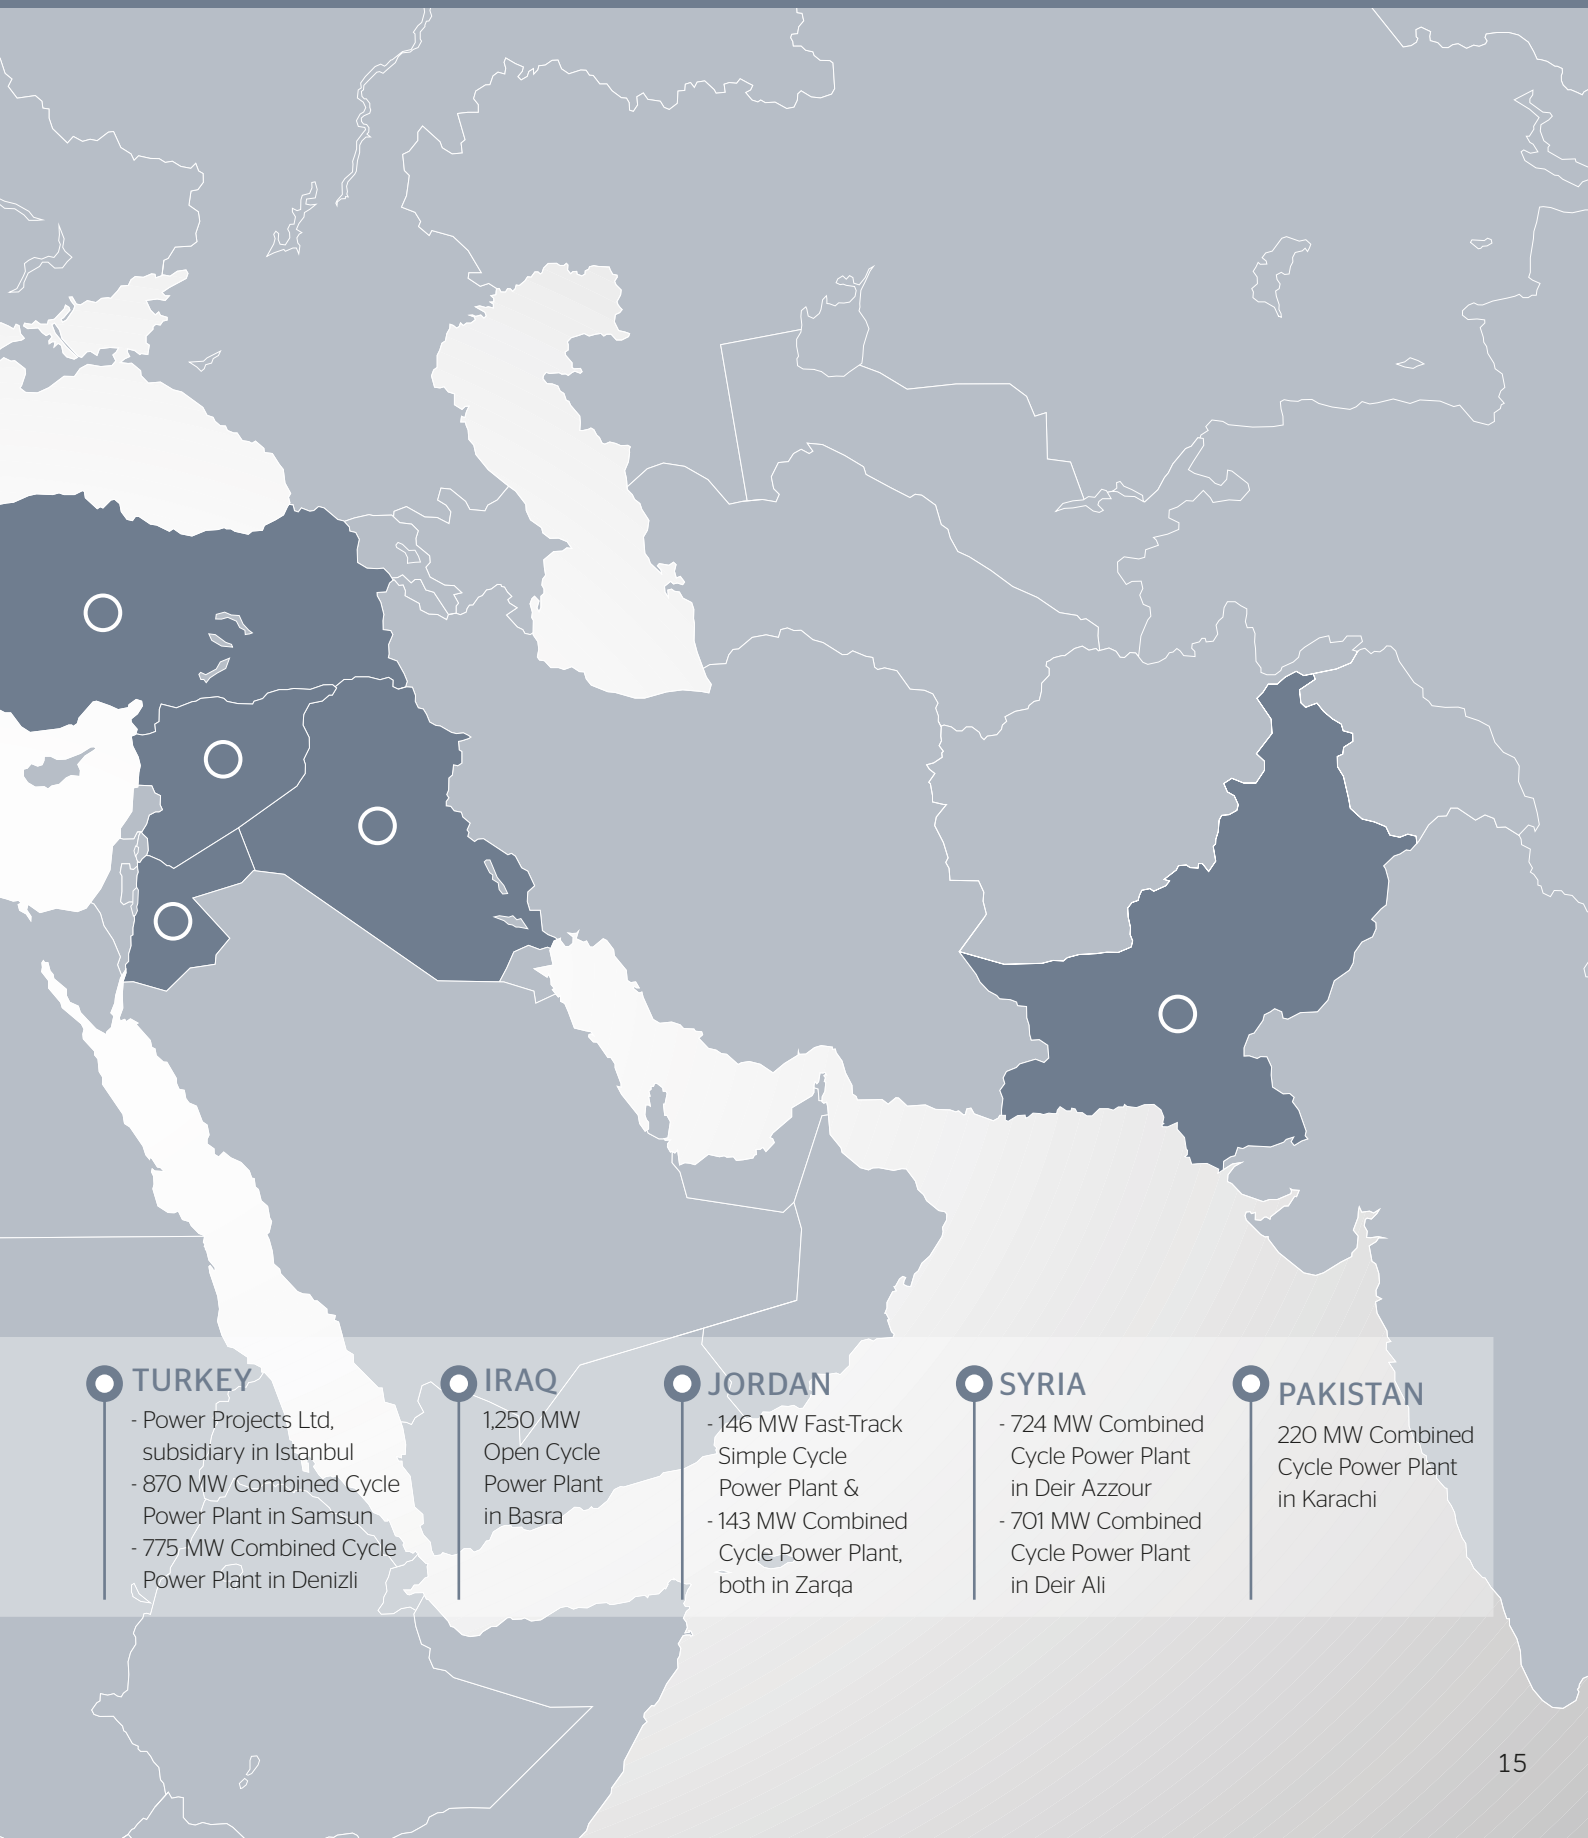 TURKEY
- Power Projects Ltd,
subsidiary in Istanbul
- 870 MW Combined Cycle
Power Plant in Samsun
- 775 MW Combined Cycle
Power Plant in Denizli
IRAQ
1,250 MW
Open Cycle
Power Plant
in Basra
JORDAN
- 146 MW Fast-Track
Simple Cycle
Power Plant &
- 143 MW Combined
Cycle Power Plant,
both in Zarqa
SYRIA
- 724 MW Combined
Cycle Power Plant
in Deir Azzour
- 701 MW Combined
Cycle Power Plant
in Deir Ali
PAKISTAN
220 MW Combined
Cycle Power Plant
in Karachi
15